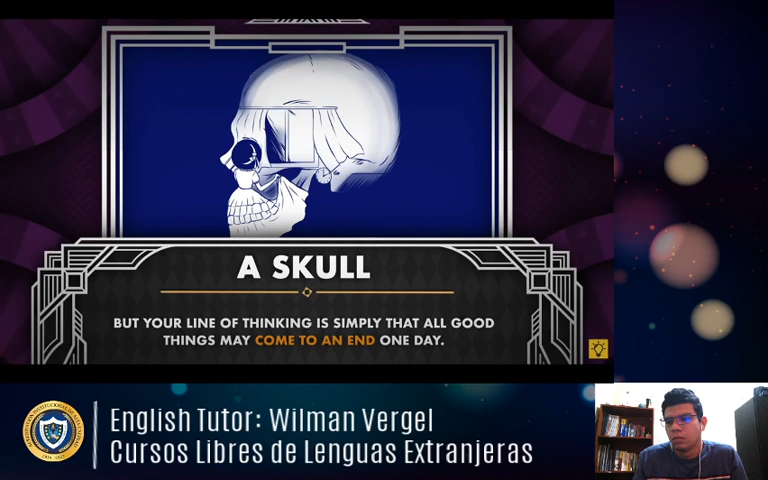 A SKULL
BUT YOUR LINE OF THINKING IS SIMPLY THAT ALL GOOD
THINGS MAY COME TO AN END ONE DAY.
English Tutor: Wilman Vergel
Cursos Libres de Lenguas Extranjeras